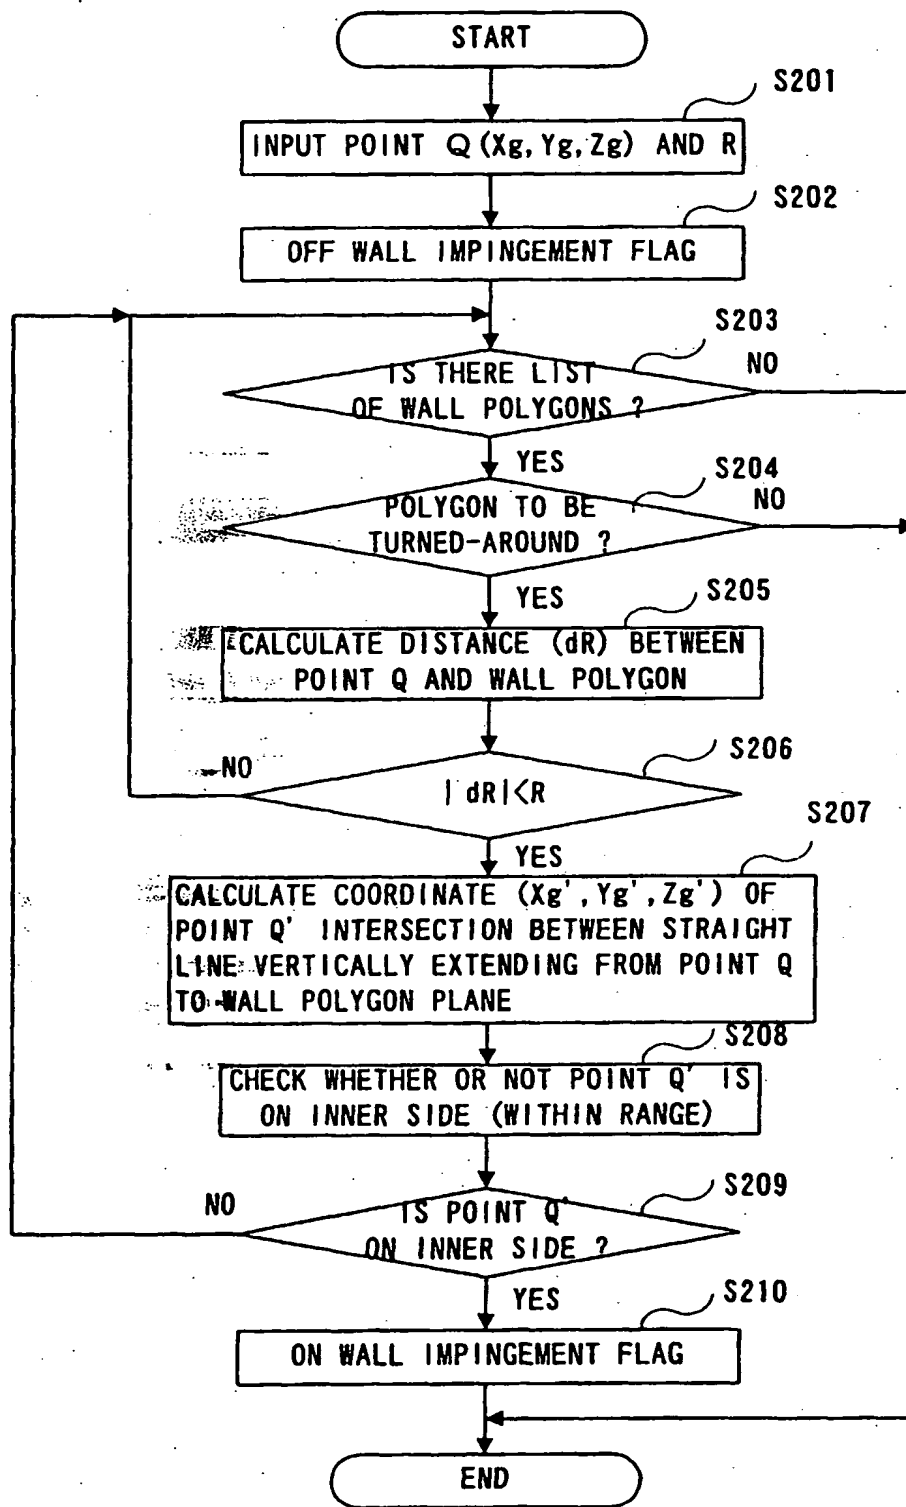 START
S201
INPUT POINT Q (Xg, Yg, Zg) AND R
S202
OFF WALL IMPINGEMENT FLAG
S203
IS THERE LIST
OF WALL POLYGONS ?
NO
YES
S204
POLYGON TO BE
TURNED-AROUND ?
NO
YES
S205
CALCULATE DISTANCE (dR) BETWEEN
POINT Q AND WALL POLYGON
S206
| dR |<R
NO
YES
S207
CALCULATE COORDINATE (Xg', Yg', Zg') OF
POINT Q' INTERSECTION BETWEEN STRAIGHT
LINE VERTICALLY EXTENDING FROM POINT Q
TO WALL POLYGON PLANE
S208
CHECK WHETHER OR NOT POINT Q' IS
ON INNER SIDE (WITHIN RANGE)
S209
IS POINT Q'
ON INNER SIDE ?
NO
YES
S210
ON WALL IMPINGEMENT FLAG
END